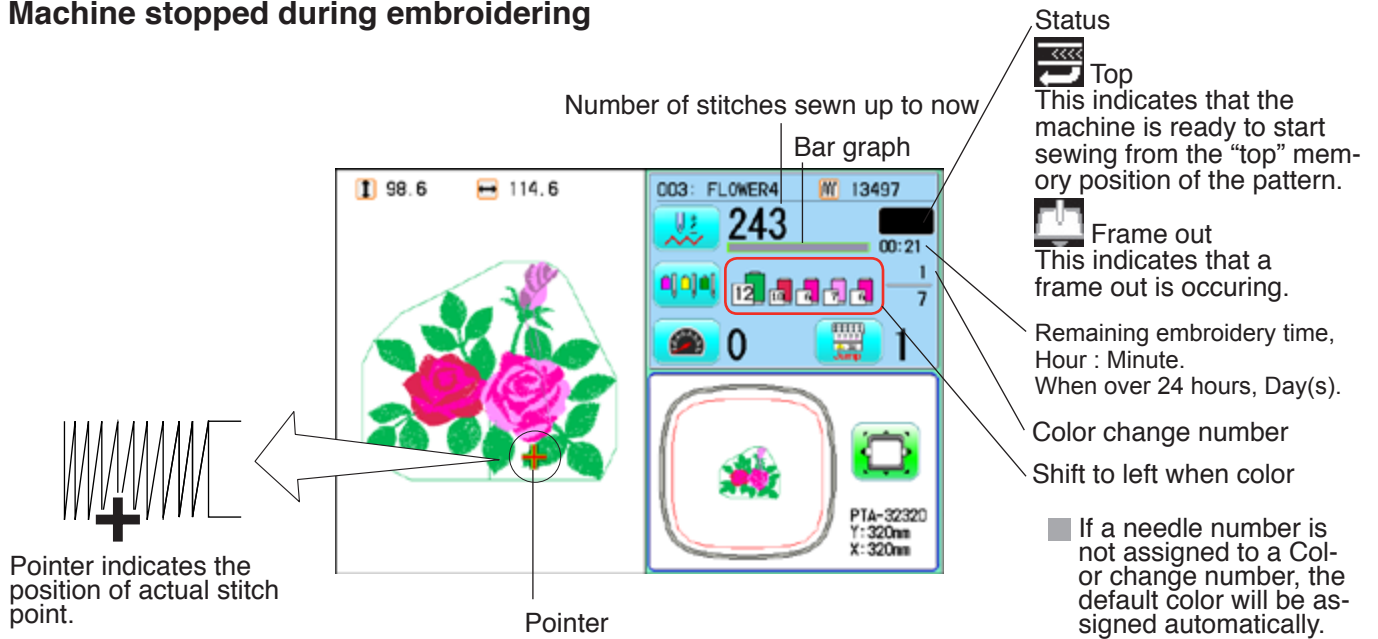 Machine stopped during embroidering
Status
Top
This indicates that the
machine is ready to start
sewing from the “top” mem-
ory position of the pattern.
Frame out
This indicates that a
frame out is occuring.
Remaining embroidery time,
Hour : Minute.
When over 24 hours, Day(s).
Color change number
Shift to left when color
If a needle number is
not assigned to a Col-
or change number, the
default color will be as-
signed automatically.
Number of stitches sewn up to now
Bar graph
98.6 114.6
003: FLOWER4 13497
243
00:21
12 10 6 7 6
1
7
0 Jump 1
PTA-32320
Y:320mm
X:320mm
Pointer indicates the
position of actual stitch
point.
Pointer